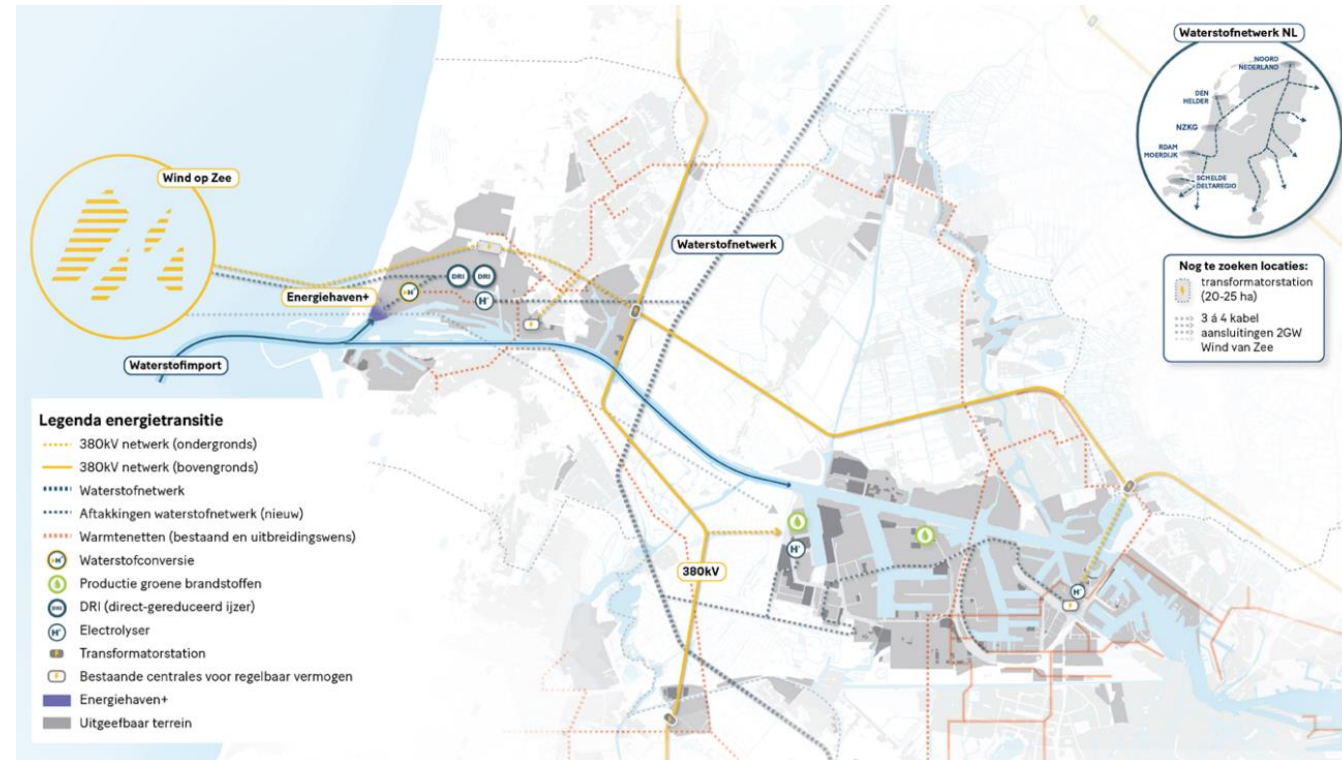 Waterstofnetwerk NL
NOORD
NEDERLAND
DEN
HELDER
NZKG
RDAM
MOERDIJK
SCHELDE
DELTAREGIO
Wind op Zee
Waterstofnetwerk
Nog te zoeken locaties:
transformatorstation
(20-25 ha)
3 á 4 kabel
aansluitingen 2GW
Wind van Zee
DRI
DRI
H
H
Energiehaven+
Waterstofimport
Legenda energietransitie
380kV netwerk (ondergronds)
380kV netwerk (bovengronds)
Waterstofnetwerk
Aftakkingen waterstofnetwerk (nieuw)
Warmtenetten (bestaand en uitbreidingswens)
H
Waterstofconversie
Productie groene brandstoffen
DRI
DRI (direct-gereduceerd ijzer)
H
Electrolyser
Transformatorstation
Bestaande centrales voor regelbaar vermogen
Energiehaven+
Uitgeefbaar terrein
H
380kV
H